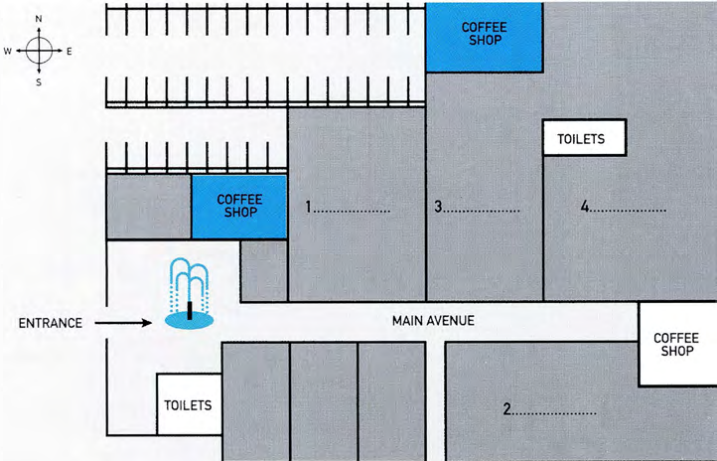 N
W E
S
COFFEE
SHOP
TOILETS
COFFEE
SHOP
1....................
3....................
4....................
ENTRANCE
MAIN AVENUE
COFFEE
SHOP
TOILETS
2....................